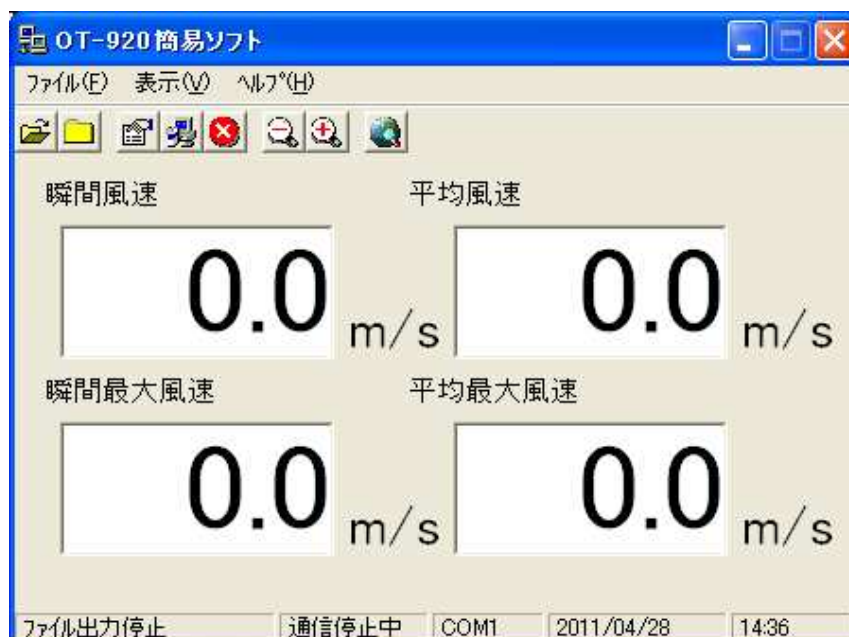 OT-920簡易ソフト
ファイル(F) 表示(V) ヘルプ(H)
瞬間風速 平均風速
0.0 m/s 0.0 m/s
瞬間最大風速 平均最大風速
0.0 m/s 0.0 m/s
ファイル出力停止 通信停止中 COM1 2011/04/28 14:36